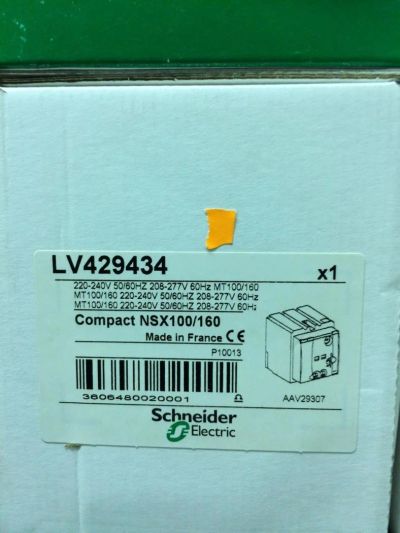 LV429434
x1
220-240V 50/60HZ 208-277V 60Hz MT100/160
MT100/160 220-240V 50/60HZ 208-277V 60Hz
MT100/160 220-240V 50/60HZ 208-277V 60Hz
Compact NSX100/160
Made in France CE
P10013
3606480020001
AAV29307
Schneider
Electric